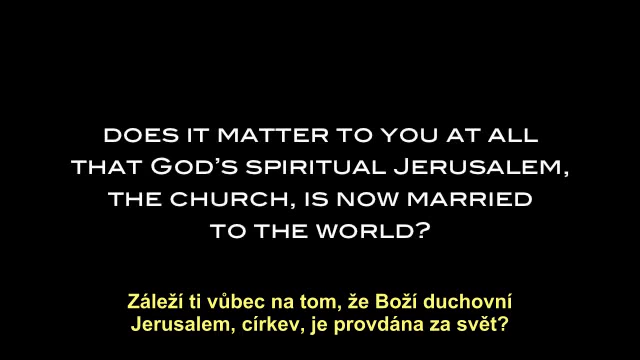 DOES IT MATTER TO YOU AT ALL
THAT GOD'S SPIRITUAL JERUSALEM,
THE CHURCH, IS NOW MARRIED
TO THE WORLD?
Záleží ti vůbec na tom, že Boží duchovní
Jerusalem, církev, je provdána za svět?